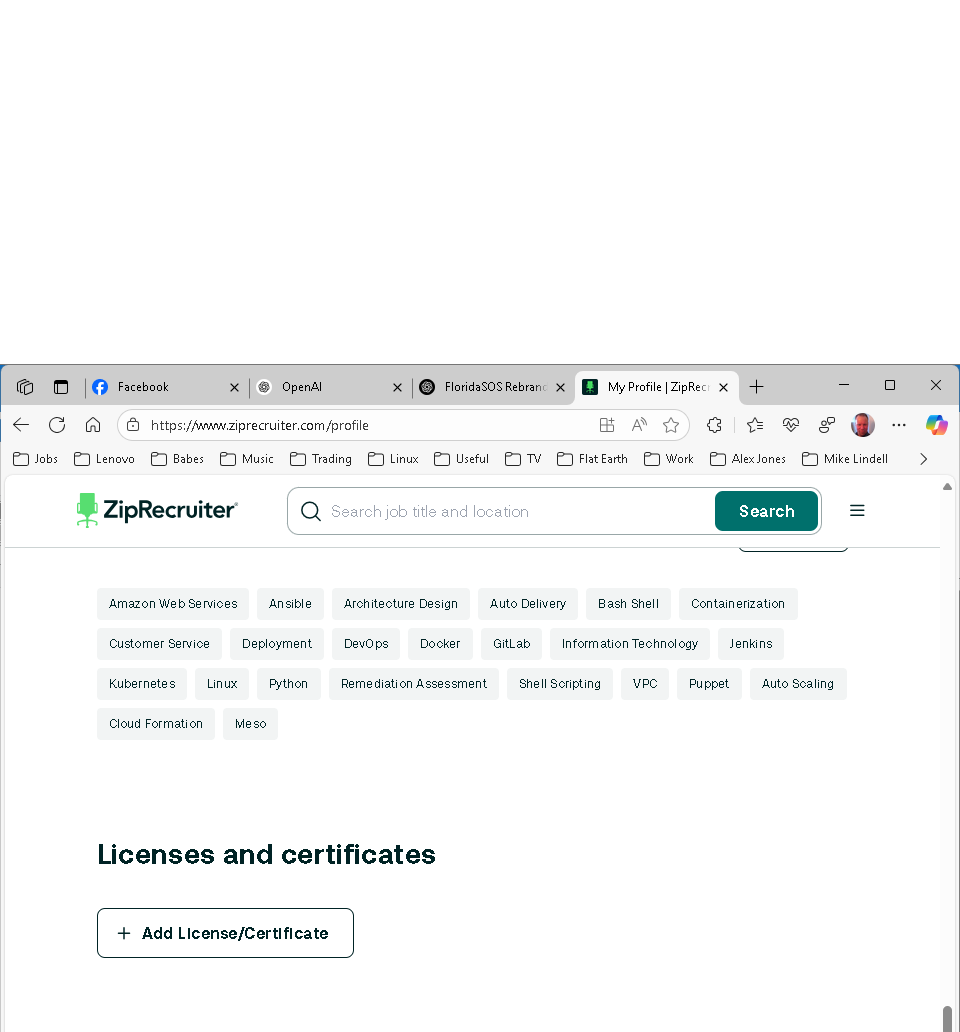 Facebook OpenAI FloridaSOS Rebranc My Profile | ZipRec
https://www.ziprecruiter.com/profile
Jobs Lenovo Babes Music Trading Linux Useful TV Flat Earth Work Alex Jones Mike Lindell
ZipRecruiter Search job title and location Search
Amazon Web Services Ansible Architecture Design Auto Delivery Bash Shell Containerization
Customer Service Deployment DevOps Docker GitLab Information Technology Jenkins
Kubernetes Linux Python Remediation Assessment Shell Scripting VPC Puppet Auto Scaling
Cloud Formation Meso
Licenses and certificates
+ Add License/Certificate